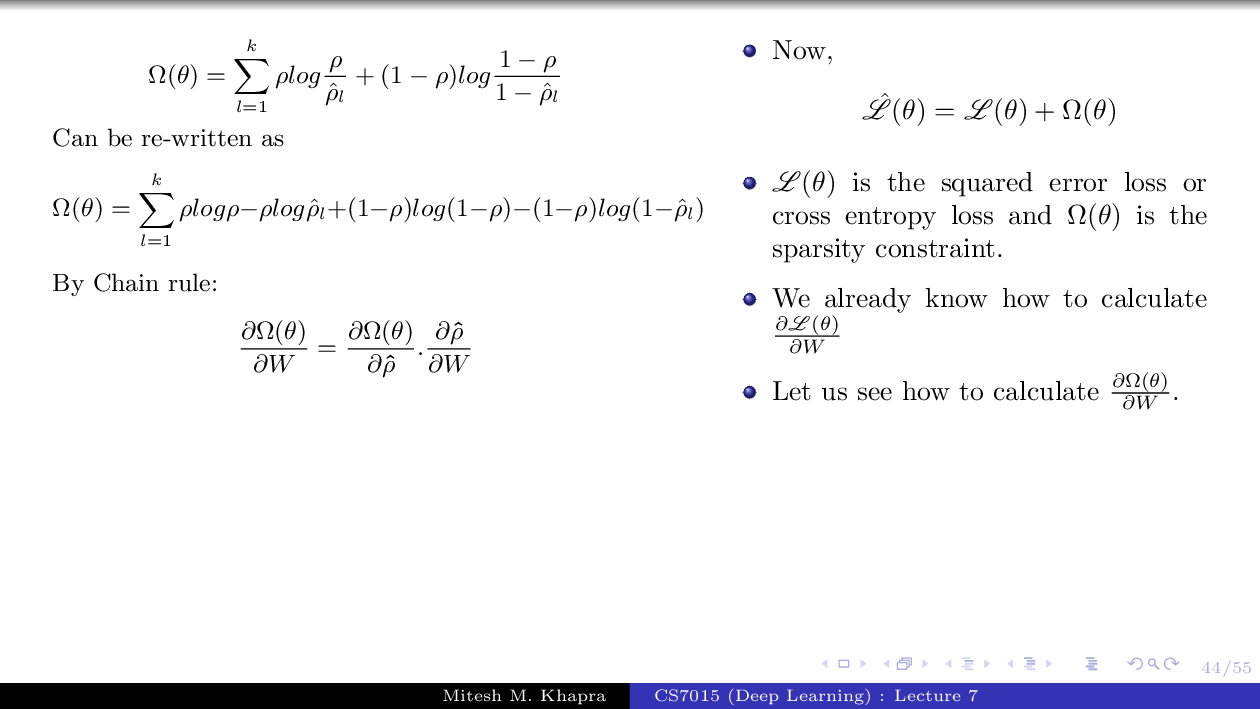 Ω(θ) = ∑_{l=1}^{k} ρlog ρ/ρ̂_l + (1 − ρ)log (1 − ρ)/(1 − ρ̂_l)
Can be re-written as
Ω(θ) = ∑_{l=1}^{k} ρlogρ−ρlogρ̂_l+(1−ρ)log(1−ρ)−(1−ρ)log(1−ρ̂_l)
By Chain rule:
∂Ω(θ)/∂W = ∂Ω(θ)/∂ρ̂ . ∂ρ̂/∂W
Now,
ℒ̂(θ) = ℒ(θ) + Ω(θ)
ℒ(θ) is the squared error loss or
cross entropy loss and Ω(θ) is the
sparsity constraint.
We already know how to calculate
∂ℒ(θ)/∂W
Let us see how to calculate ∂Ω(θ)/∂W.
44/55
Mitesh M. Khapra
CS7015 (Deep Learning) : Lecture 7